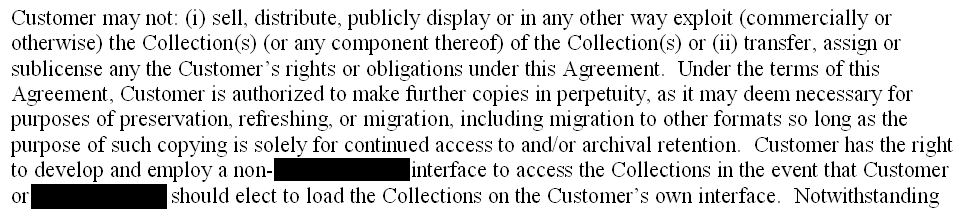 Customer may not: (i) sell, distribute, publicly display or in any other way exploit (commercially or
otherwise) the Collection(s) (or any component thereof) of the Collection(s) or (ii) transfer, assign or
sublicense any the Customer's rights or obligations under this Agreement.  Under the terms of this
Agreement, Customer is authorized to make further copies in perpetuity, as it may deem necessary for
purposes of preservation, refreshing, or migration, including migration to other formats so long as the
purpose of such copying is solely for continued access to and/or archival retention.  Customer has the right
to develop and employ a non- interface to access the Collections in the event that Customer
or should elect to load the Collections on the Customer's own interface.  Notwithstanding